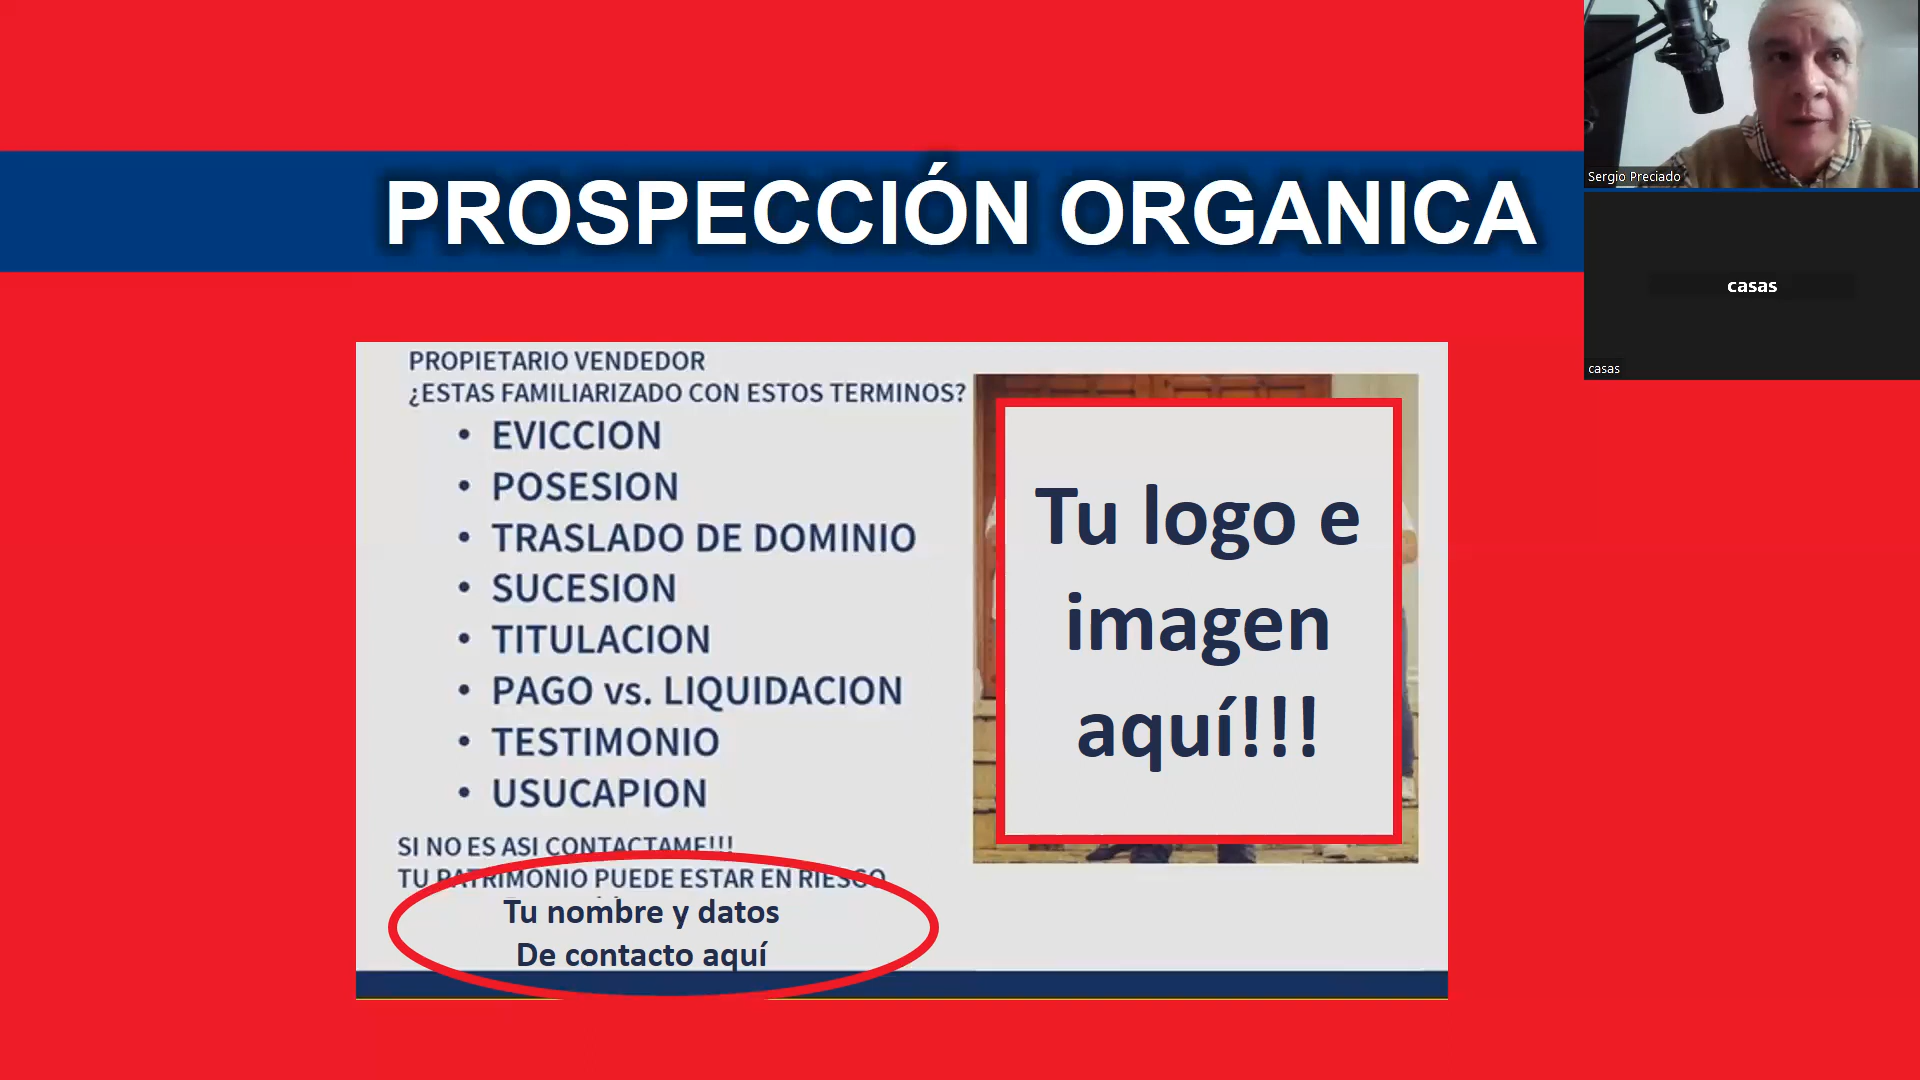 PROSPECCIÓN ORGANICA
Sergio Preciado
casas
casas
PROPIETARIO VENDEDOR
¿ESTAS FAMILIARIZADO CON ESTOS TERMINOS?
• EVICCION
• POSESION
• TRASLADO DE DOMINIO
• SUCESION
• TITULACION
• PAGO vs. LIQUIDACION
• TESTIMONIO
• USUCAPION
SI NO ES ASI CONTACTAME!!!
TU PATRIMONIO PUEDE ESTAR EN RIESGO
Tu nombre y datos
De contacto aquí
Tu logo e
imagen
aquí!!!